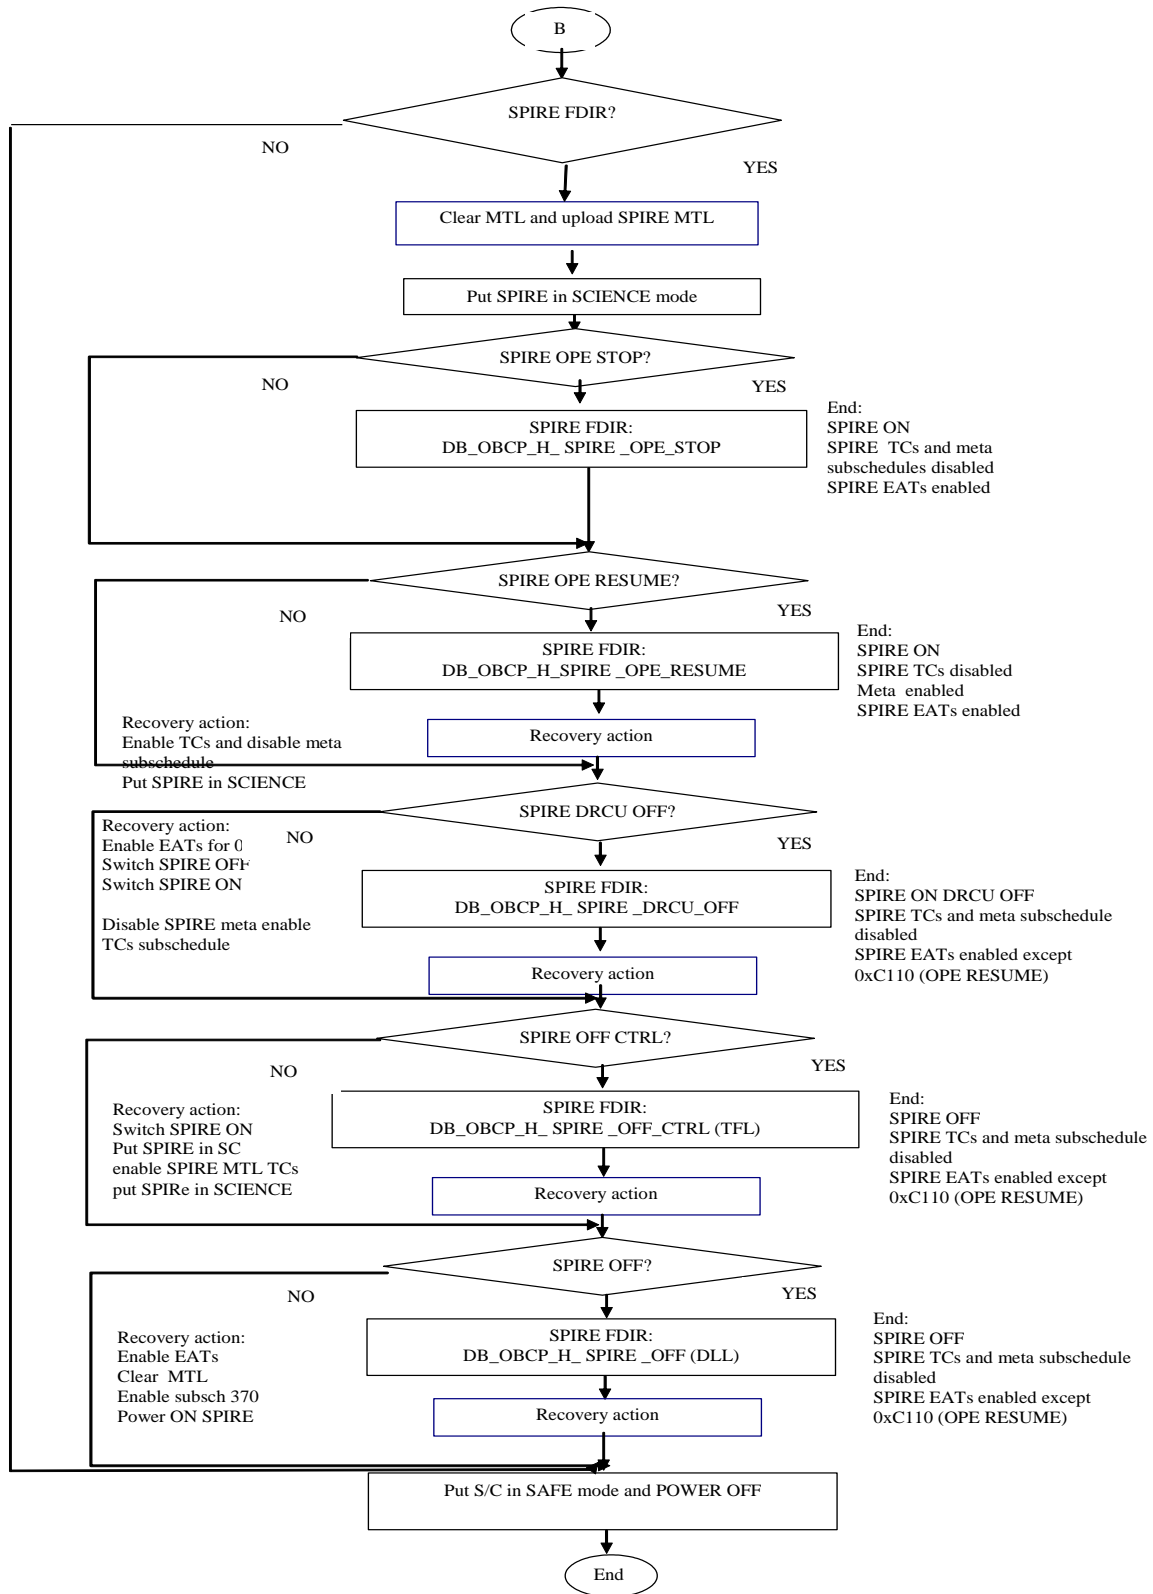 B
SPIRE FDIR?
NO
YES
Clear MTL and upload SPIRE MTL
Put SPIRE in SCIENCE mode
SPIRE OPE STOP?
NO
YES
SPIRE FDIR:
DB_OBCP_H_ SPIRE _OPE_STOP
End:
SPIRE ON
SPIRE TCs and meta
subschedules disabled
SPIRE EATs enabled
SPIRE OPE RESUME?
NO
YES
SPIRE FDIR:
DB_OBCP_H_SPIRE _OPE_RESUME
End:
SPIRE ON
SPIRE TCs disabled
Meta enabled
SPIRE EATs enabled
Recovery action:
Enable TCs and disable meta
subschedule
Put SPIRE in SCIENCE
Recovery action
SPIRE DRCU OFF?
NO
YES
Recovery action:
Enable EATs for 0
Switch SPIRE OFF
Switch SPIRE ON
Disable SPIRE meta enable
TCs subschedule
SPIRE FDIR:
DB_OBCP_H_ SPIRE _DRCU_OFF
End:
SPIRE ON DRCU OFF
SPIRE TCs and meta subschedule
disabled
SPIRE EATs enabled except
0xC110 (OPE RESUME)
Recovery action
SPIRE OFF CTRL?
NO
YES
Recovery action:
Switch SPIRE ON
Put SPIRE in SC
enable SPIRE MTL TCs
put SPIRe in SCIENCE
SPIRE FDIR:
DB_OBCP_H_ SPIRE _OFF_CTRL (TFL)
End:
SPIRE OFF
SPIRE TCs and meta subschedule
disabled
SPIRE EATs enabled except
0xC110 (OPE RESUME)
Recovery action
SPIRE OFF?
NO
YES
Recovery action:
Enable EATs
Clear MTL
Enable subsch 370
Power ON SPIRE
SPIRE FDIR:
DB_OBCP_H_ SPIRE _OFF (DLL)
End:
SPIRE OFF
SPIRE TCs and meta subschedule
disabled
SPIRE EATs enabled except
0xC110 (OPE RESUME)
Recovery action
Put S/C in SAFE mode and POWER OFF
End